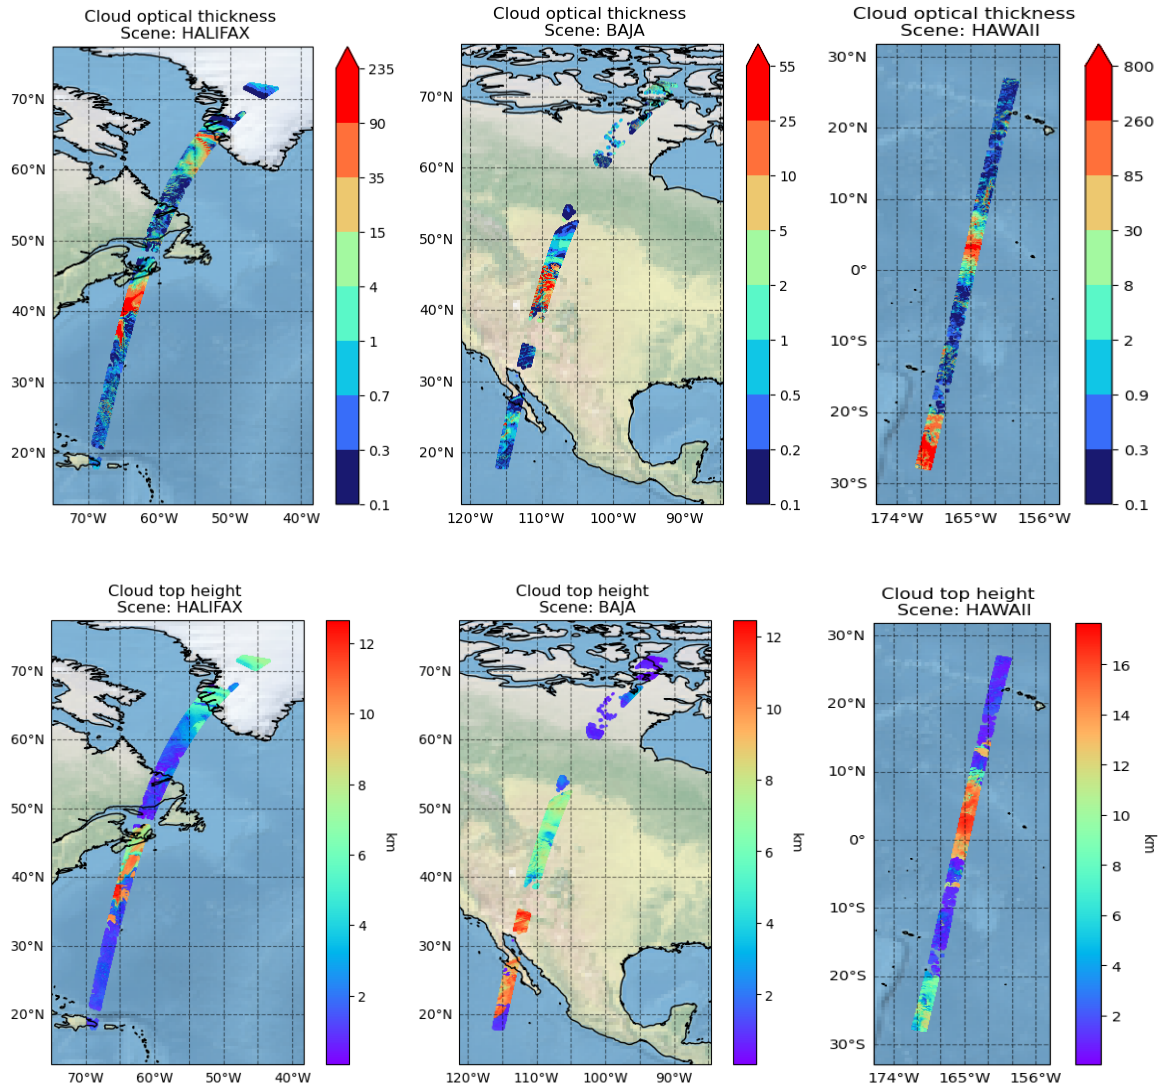 Cloud optical thickness
Scene: HALIFAX
70°N
60°N
50°N
40°N
30°N
20°N
70°W
60°W
50°W
40°W
235
90
35
15
4
1
0.7
0.3
0.1
Cloud optical thickness
Scene: BAJA
70°N
60°N
50°N
40°N
30°N
20°N
120°W
110°W
100°W
90°W
55
25
10
5
2
1
0.5
0.2
0.1
Cloud optical thickness
Scene: HAWAII
30°N
20°N
10°N
0°
10°S
20°S
30°S
174°W
165°W
156°W
800
260
85
30
8
2
0.9
0.3
0.1
Cloud top height
Scene: HALIFAX
70°N
60°N
50°N
40°N
30°N
20°N
70°W
60°W
50°W
40°W
12
10
8
6
4
2
km
Cloud top height
Scene: BAJA
70°N
60°N
50°N
40°N
30°N
20°N
120°W
110°W
100°W
90°W
12
10
8
6
4
2
km
Cloud top height
Scene: HAWAII
30°N
20°N
10°N
0°
10°S
20°S
30°S
174°W
165°W
156°W
16
14
12
10
8
6
4
2
km